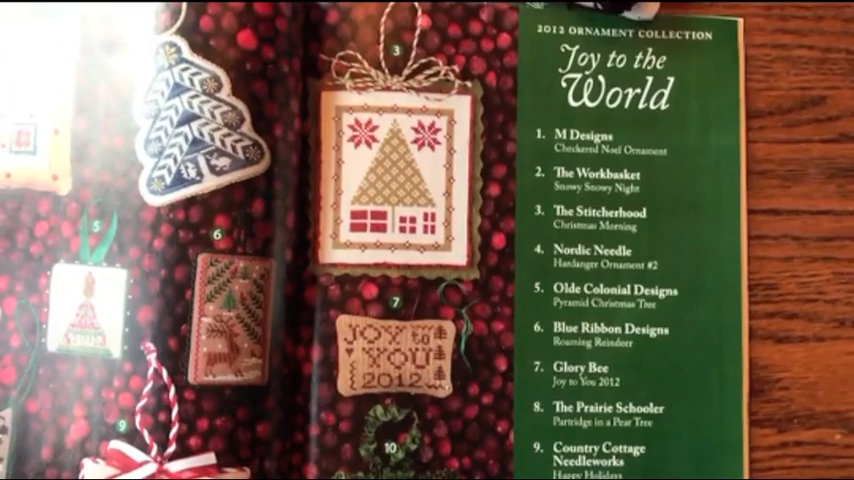 2012 ORNAMENT COLLECTION
Joy to the
World
1. M Designs
Checkered Noel Ornament
2. The Workbasket
Snowy Snowy Night
3. The Stitcherhood
Christmas Morning
4. Nordic Needle
Hardanger Ornament #2
5. Olde Colonial Designs
Pyramid Christmas Tree
6. Blue Ribbon Designs
Roaming Reindeer
7. Glory Bee
Joy to You 2012
8. The Prairie Schooler
Partridge in a Pear Tree
9. Country Cottage
Needleworks
Happy Holidays
3
5
6
7
JOY to
YOU
2012
9
10